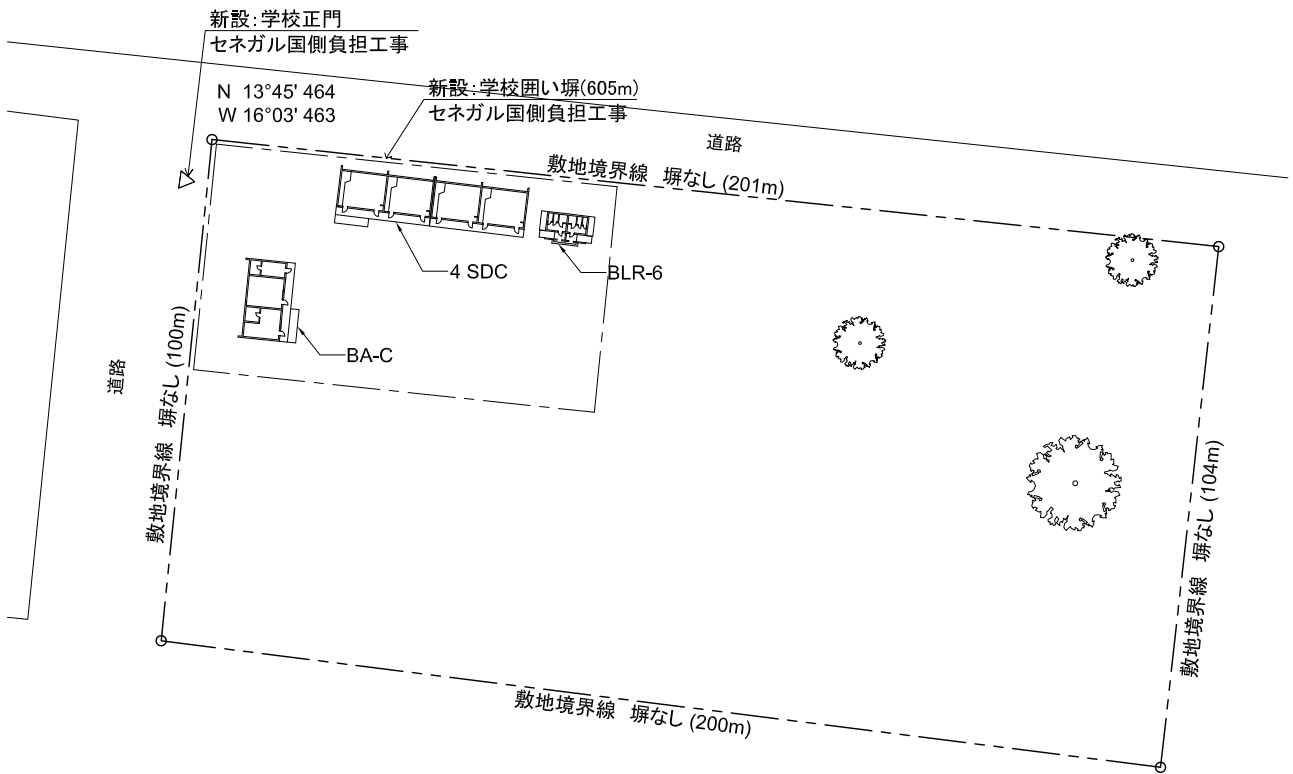 新設：学校正門
セネガル国側負担工事
N 13°45' 464
W 16°03' 463
新設：学校囲い塀(605m)
セネガル国側負担工事
道路
敷地境界線 塀なし (201m)
4 SDC
BLR-6
BA-C
道路
敷地境界線 塀なし (100m)
敷地境界線 塀なし (104m)
敷地境界線 塀なし (200m)